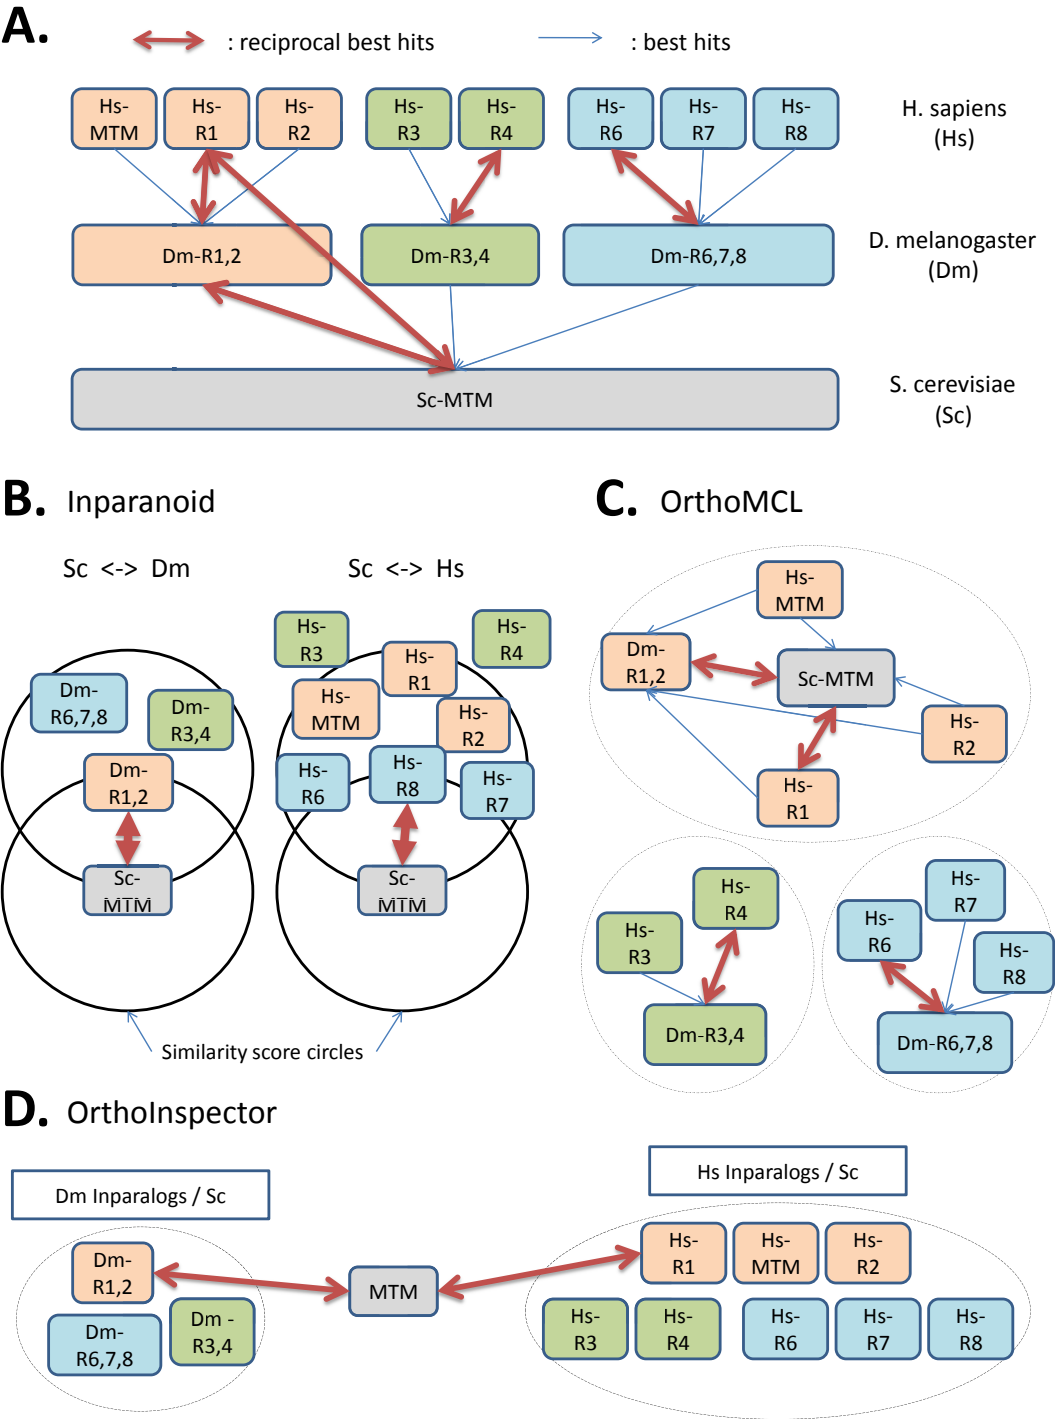 A.
: reciprocal best hits
: best hits
Hs-
MTM
Hs-
R1
Hs-
R2
Hs-
R3
Hs-
R4
Hs-
R6
Hs-
R7
Hs-
R8
H. sapiens
(Hs)
Dm-R1,2
Dm-R3,4
Dm-R6,7,8
D. melanogaster
(Dm)
Sc-MTM
S. cerevisiae
(Sc)
B. Inparanoid
Sc <-> Dm
Sc <-> Hs
Dm-
R6,7,8
Dm-
R3,4
Dm-
R1,2
Sc-
MTM
Hs-
R3
Hs-
R4
Hs-
R1
Hs-
MTM
Hs-
R2
Hs-
R6
Hs-
R8
Hs-
R7
Sc-
MTM
Similarity score circles
C. OrthoMCL
Hs-
MTM
Dm-
R1,2
Sc-MTM
Hs-
R2
Hs-
R1
Hs-
R4
Hs-
R3
Dm-R3,4
Hs-
R7
Hs-
R6
Hs-
R8
Dm-R6,7,8
D. OrthoInspector
Dm Inparalogs / Sc
Hs Inparalogs / Sc
Dm-
R1,2
Dm-
R6,7,8
Dm -
R3,4
MTM
Hs-
R1
Hs-
MTM
Hs-
R2
Hs-
R3
Hs-
R4
Hs-
R6
Hs-
R7
Hs-
R8